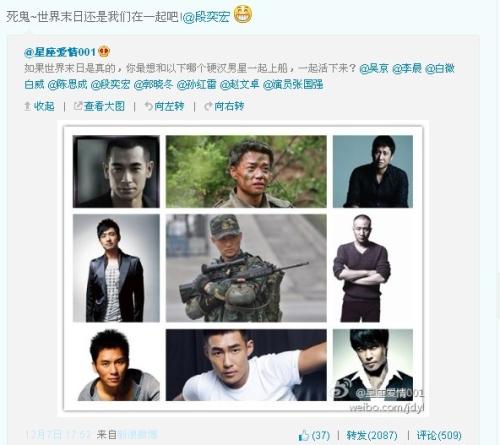 死鬼~世界末日还是我们在一起吧!@段奕宏
@星座爱情001
如果世界末日是真的，你最想和以下哪个硬汉男星一起上船，一起活下来？@吴京 @李晨 @白微
白威 @陈思成 @段奕宏 @郭晓冬 @孙红雷 @赵文卓 @演员张国强
收起 | 查看大图 | 向左转 | 向右转
@星座爱情001
weibo.com/jdyl
12月7日 17:52 来自新浪微博
(37) | 转发(2087) | 评论(509)